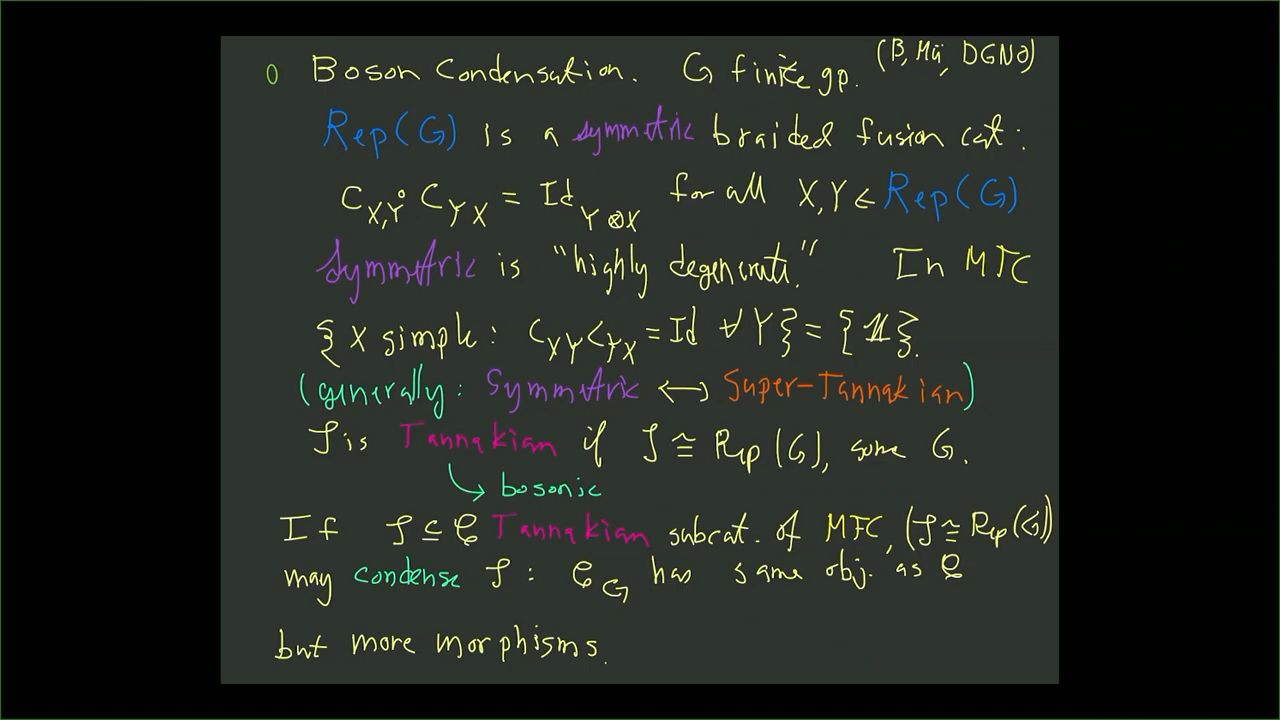 (B, Mü, DGNO)
○ Boson Condensation. G finite gp.
Rep(G) is a symmetric braided fusion cat:
C_{X,Y}∘C_{Y,X} = Id_{Y⊗X} for all X,Y ∈ Rep(G)
Symmetric is "highly degenerate." In MTC
{X simple: C_{XY}C_{YX} = Id ∀Y} = {𝟙}.
(generally: Symmetric ⟷ Super-Tannakian)
𝒮 is Tannakian if 𝒮 ≅ Rep(G), some G.
↳ bosonic
If 𝒮 ⊆ 𝒞 Tannakian subcat. of MTC, (𝒮 ≅ Rep(G))
may condense 𝒮: 𝒞_G has same obj. as 𝒞
but more morphisms.